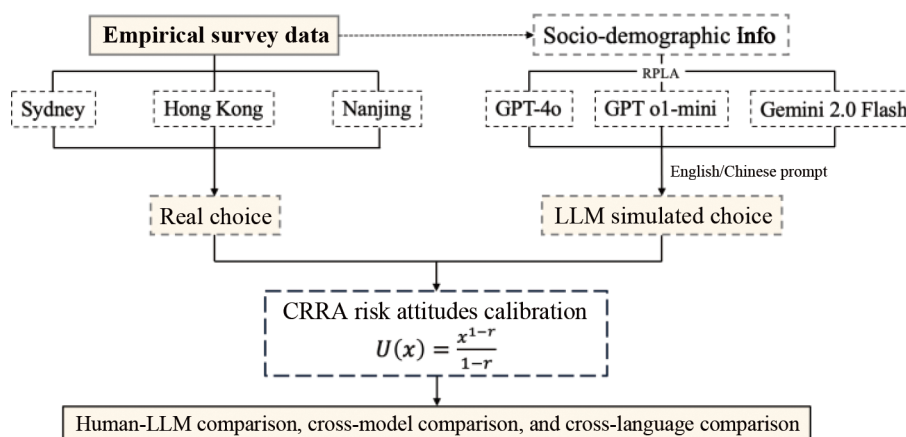 Empirical survey data
Socio-demographic Info
RPLA
Sydney
Hong Kong
Nanjing
GPT-4o
GPT o1-mini
Gemini 2.0 Flash
English/Chinese prompt
Real choice
LLM simulated choice
CRRA risk attitudes calibration
U(x) = x^{1-r} / 1-r
Human-LLM comparison, cross-model comparison, and cross-language comparison